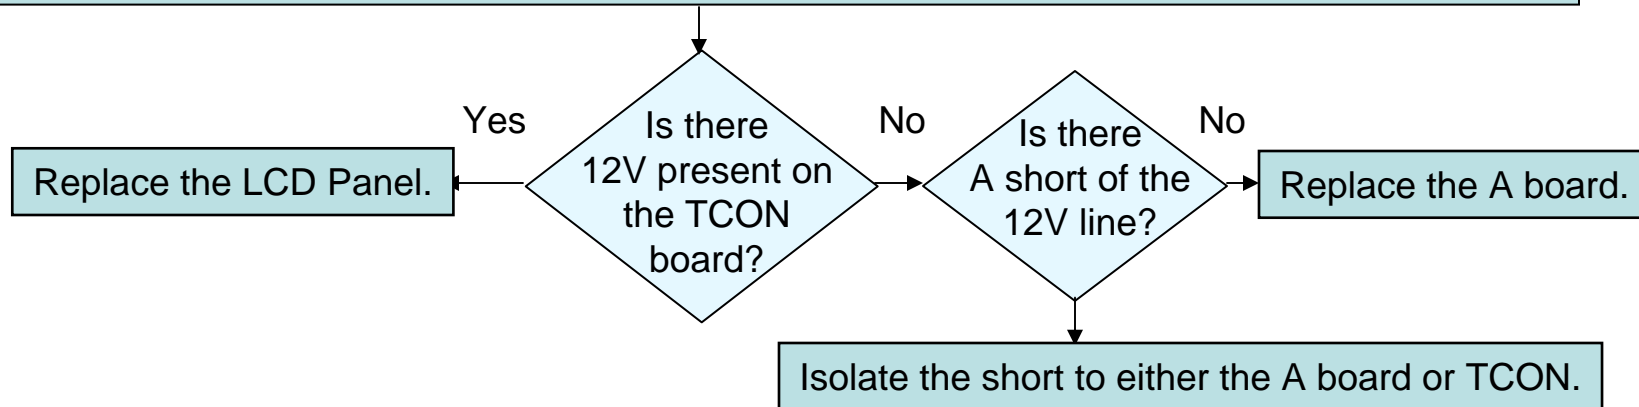 Yes
Is there
12V present on
the TCON
board?
No
Is there
A short of the
12V line?
No
Replace the LCD Panel.
Replace the A board.
Isolate the short to either the A board or TCON.